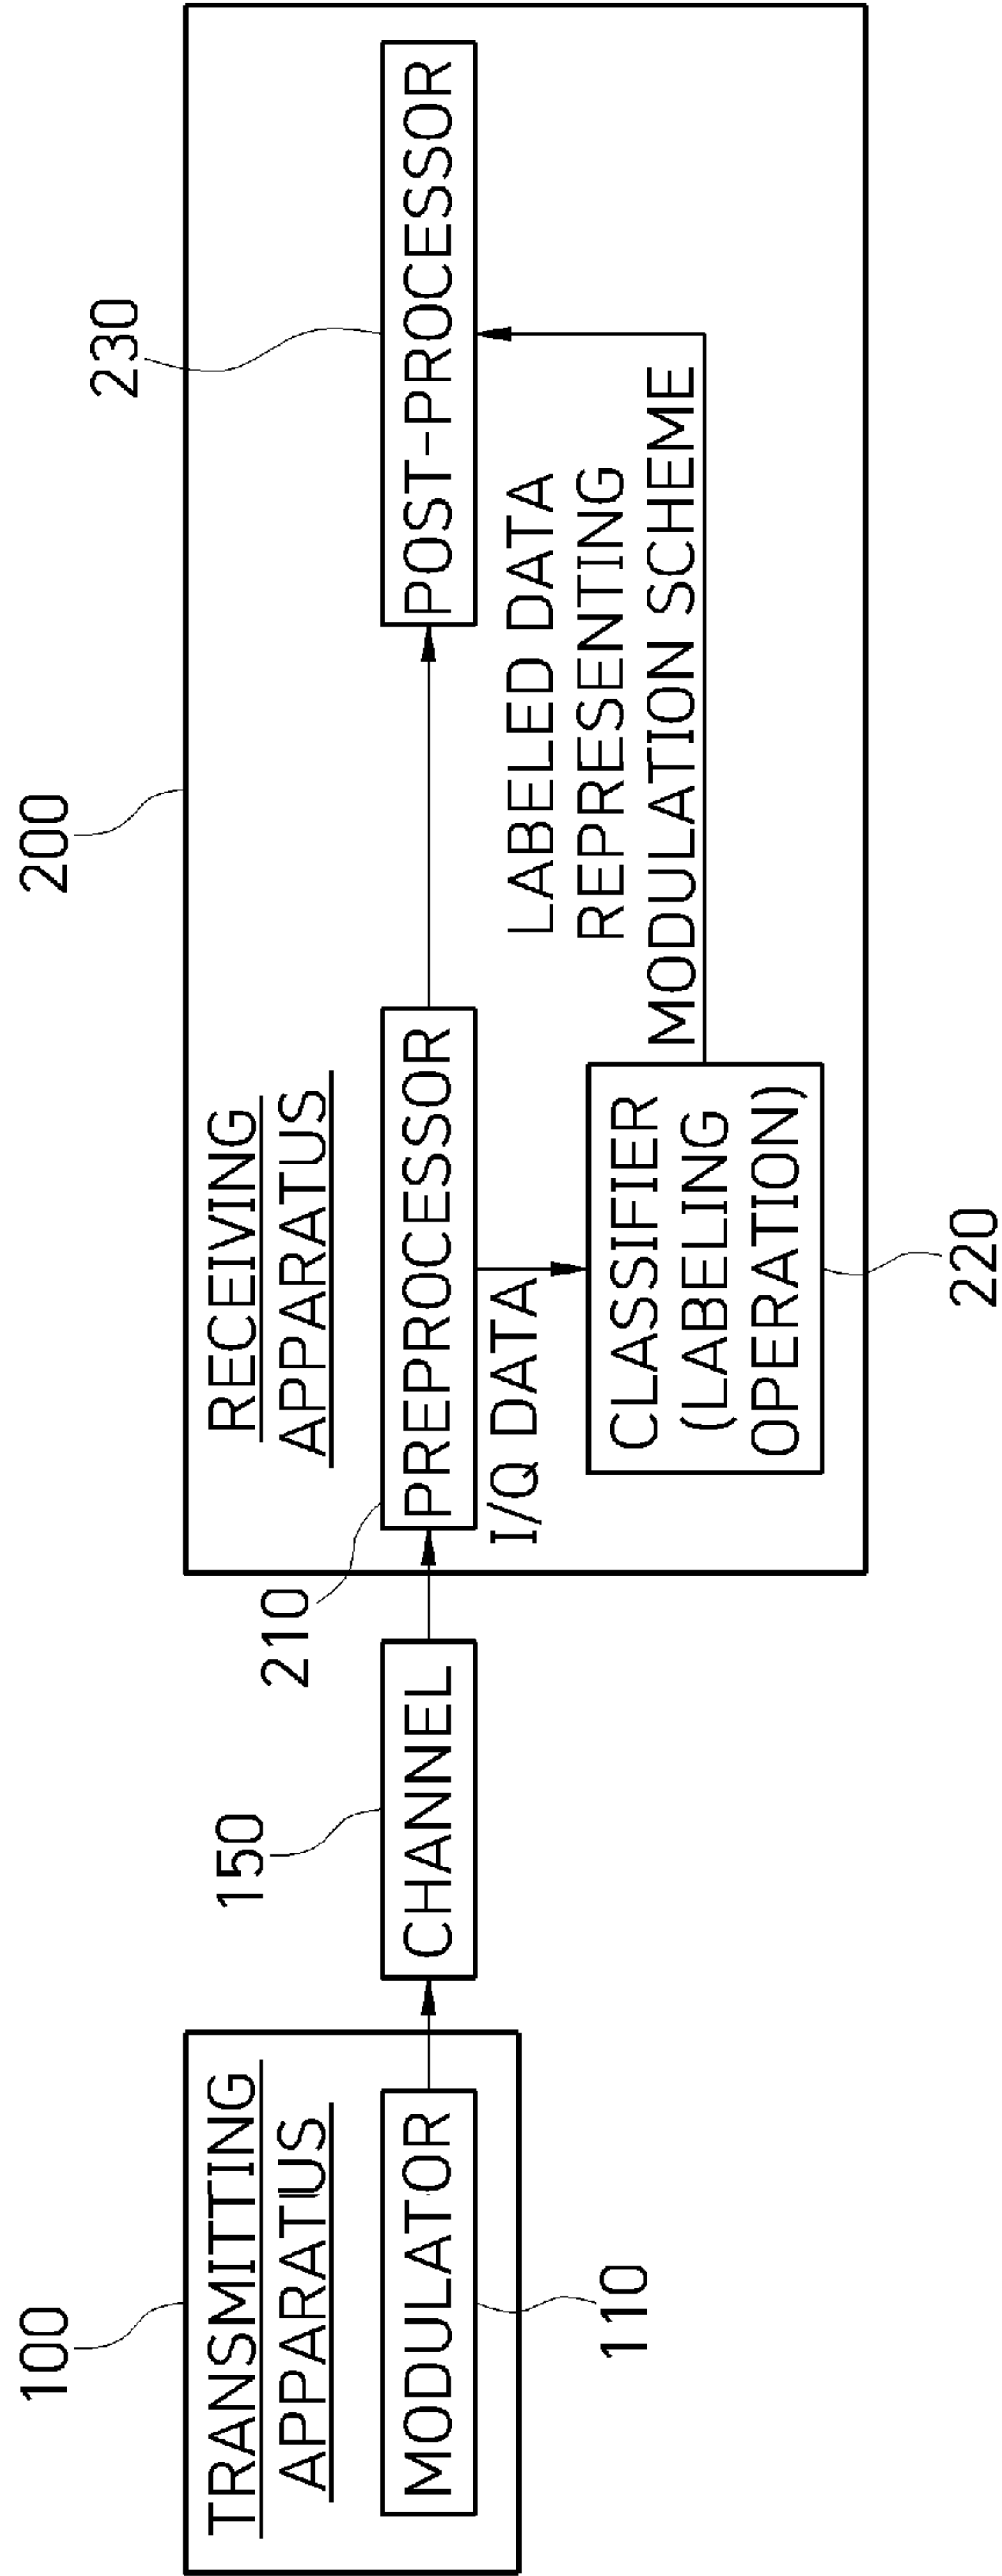 100
TRANSMITTING
APPARATUS
MODULATOR
110
150
CHANNEL
200
RECEIVING
APPARATUS
210
PREPROCESSOR
I/Q DATA
CLASSIFIER
(LABELING
OPERATION)
220
LABELED DATA
REPRESENTING
MODULATION SCHEME
230
POST-PROCESSOR